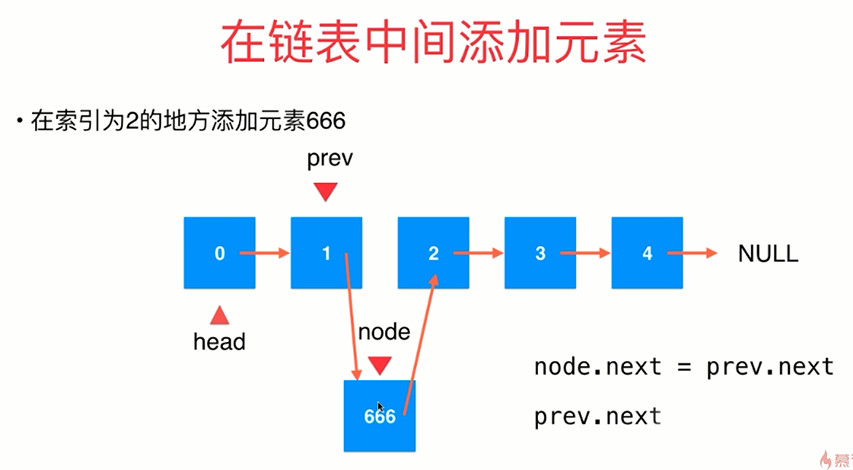 在链表中间添加元素
• 在索引为2的地方添加元素666
prev
0 1 2 3 4 NULL
head
node
666
node.next = prev.next
prev.next
慕